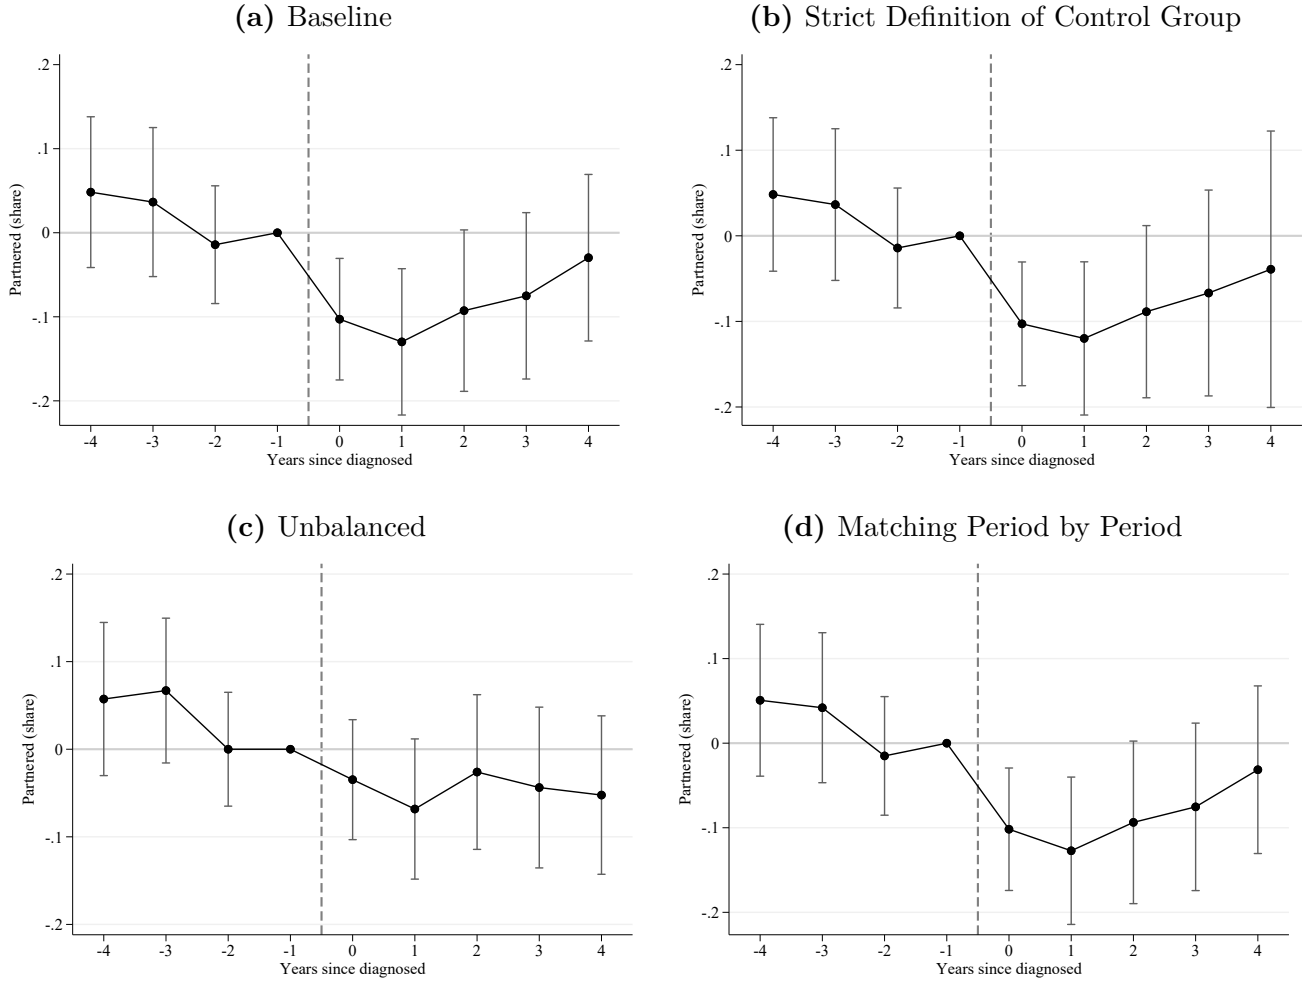 (a) Baseline
.2
.1
0
-.1
-.2
Partnered (share)
-4 -3 -2 -1 0 1 2 3 4
Years since diagnosed
(b) Strict Definition of Control Group
.2
.1
0
-.1
-.2
Partnered (share)
-4 -3 -2 -1 0 1 2 3 4
Years since diagnosed
(c) Unbalanced
.2
.1
0
-.1
-.2
Partnered (share)
-4 -3 -2 -1 0 1 2 3 4
Years since diagnosed
(d) Matching Period by Period
.2
.1
0
-.1
-.2
Partnered (share)
-4 -3 -2 -1 0 1 2 3 4
Years since diagnosed